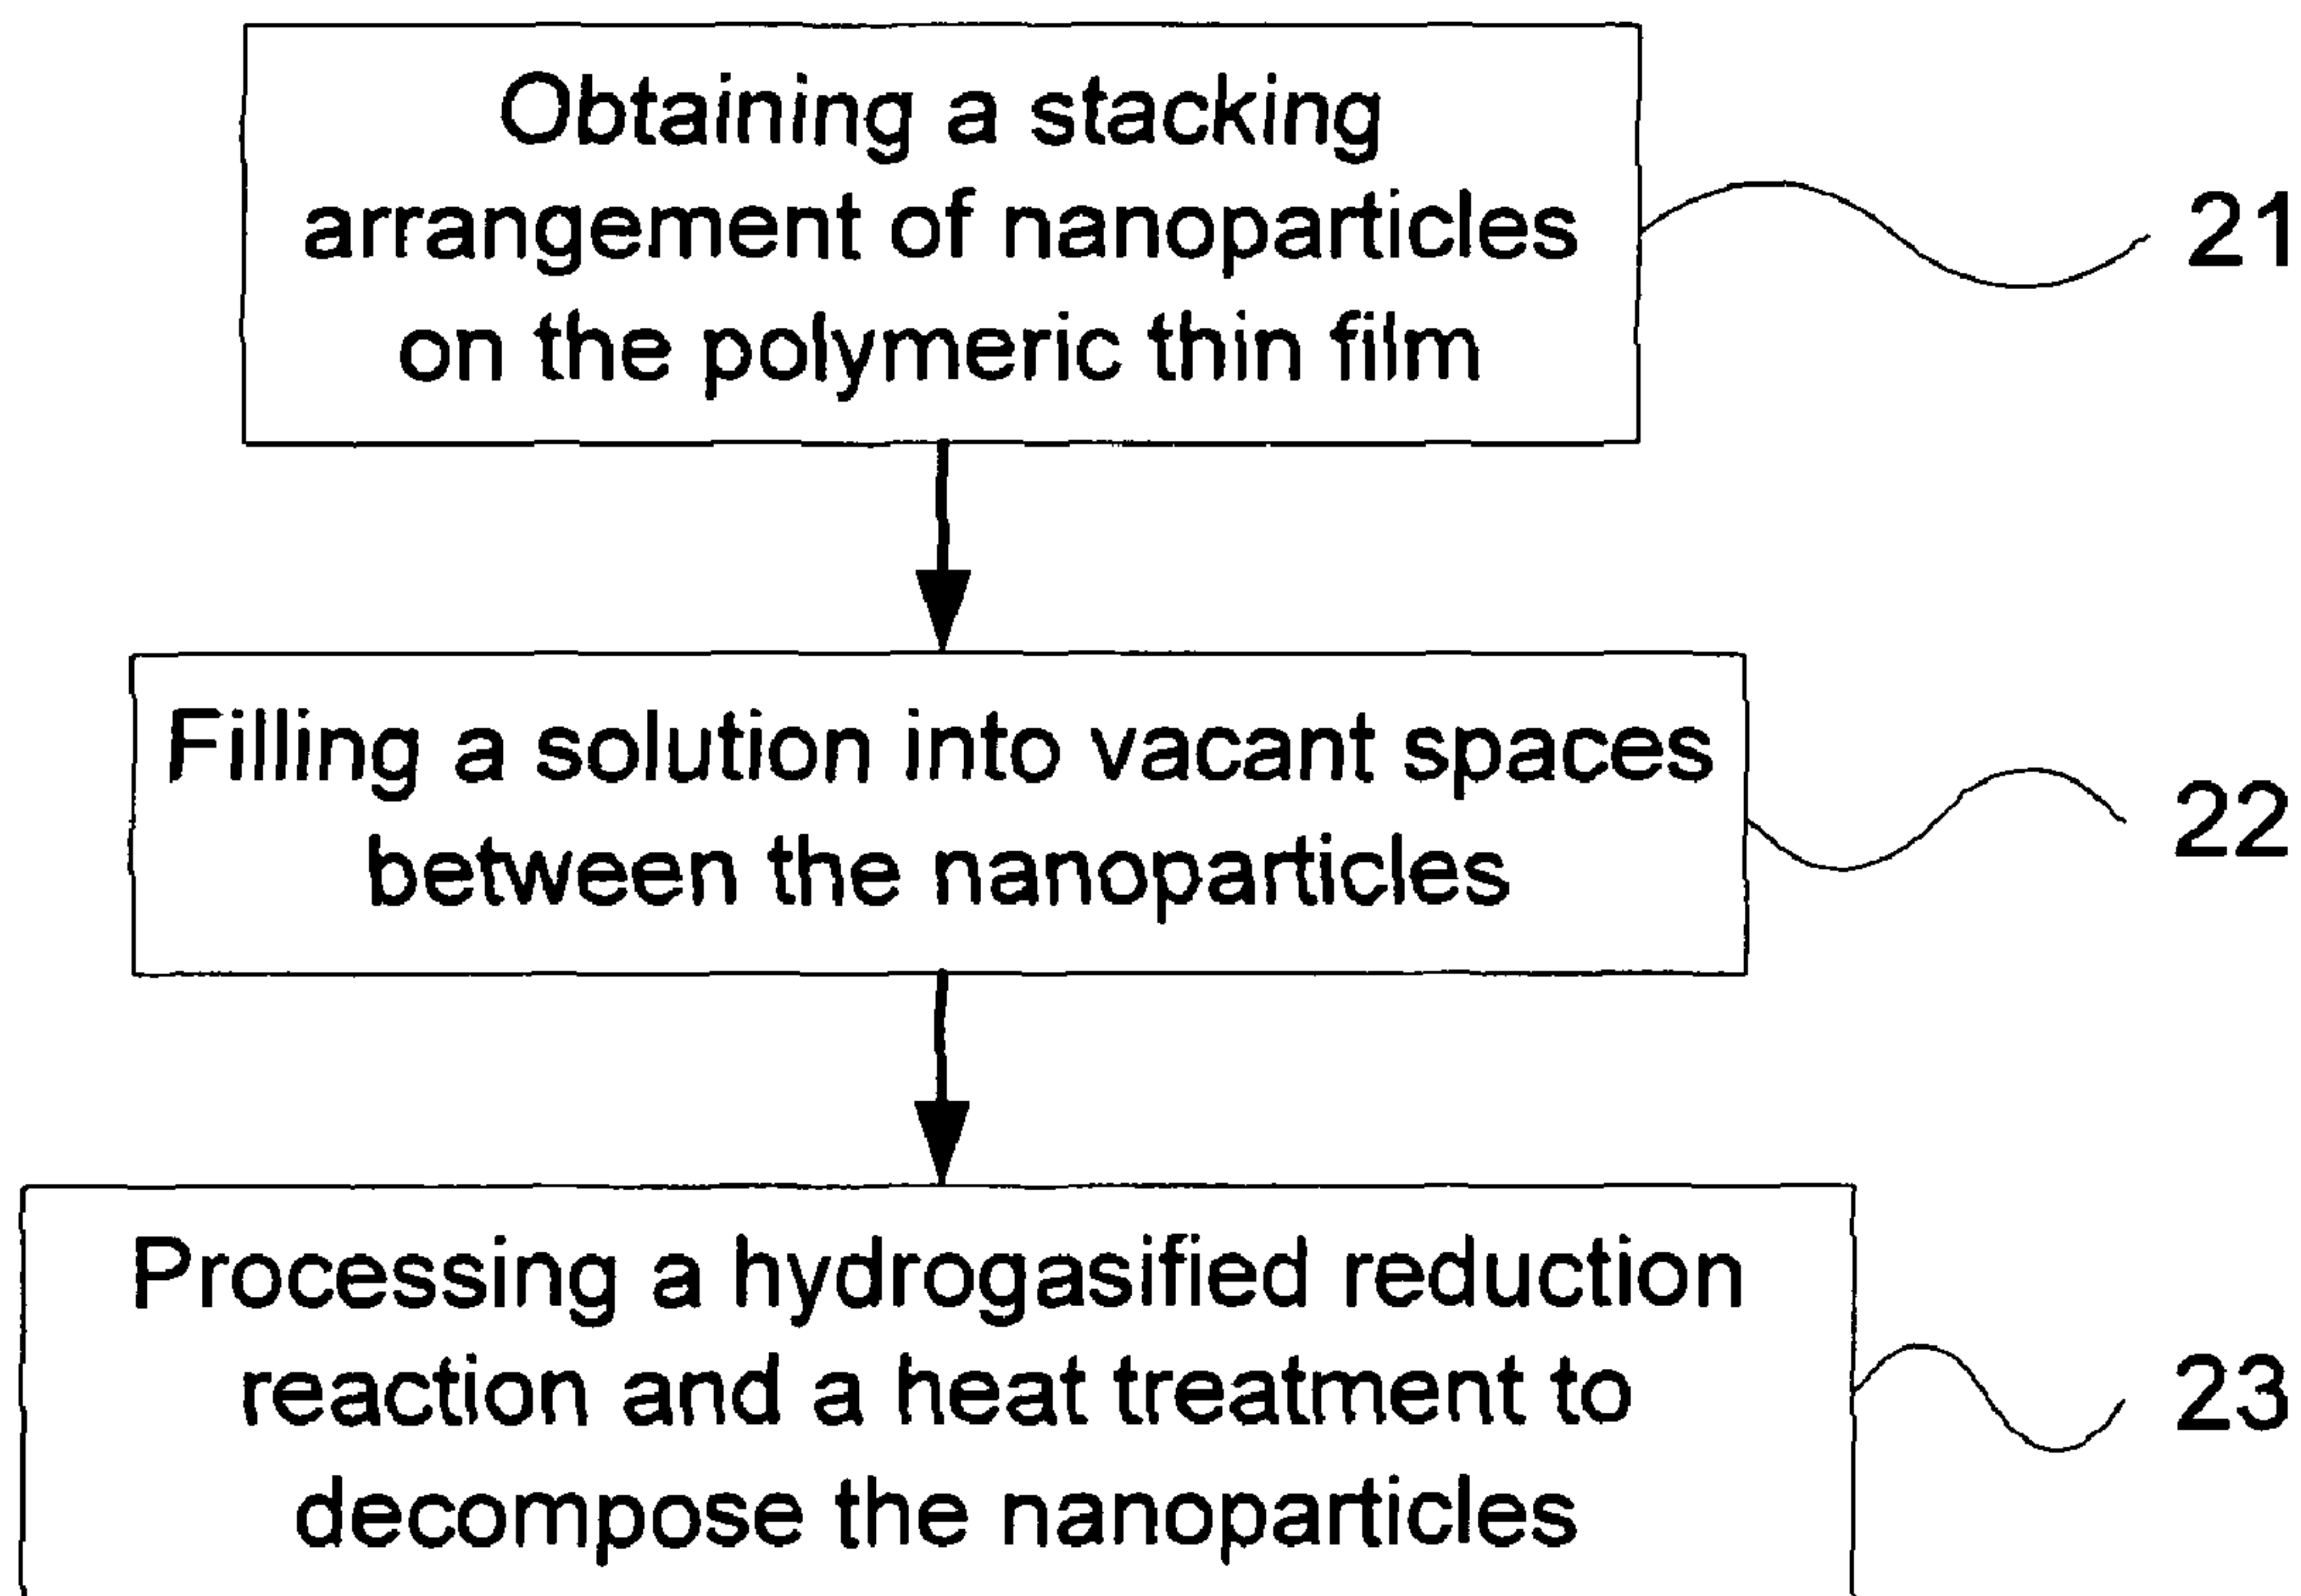 Obtaining a stacking
arrangement of nanoparticles
on the polymeric thin film
21
Filling a solution into vacant spaces
between the nanoparticles
22
Processing a hydrogasified reduction
reaction and a heat treatment to
decompose the nanoparticles
23